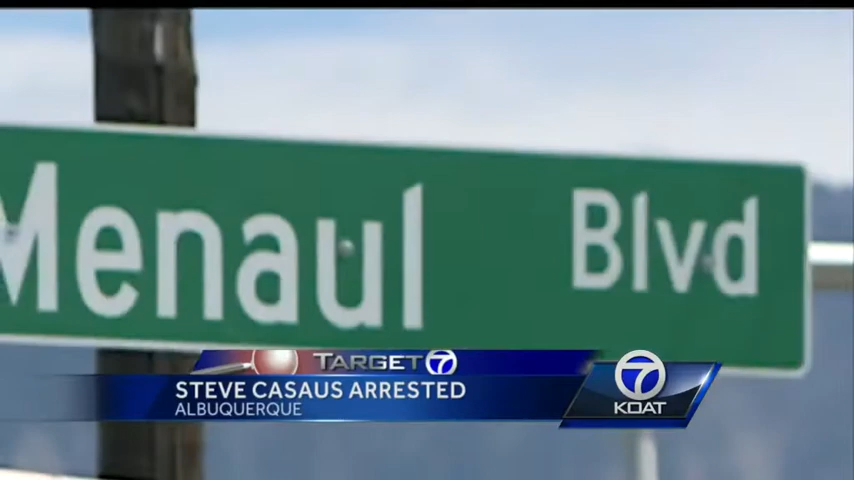 Menaul Blvd
TARGET 7
STEVE CASAUS ARRESTED
ALBUQUERQUE
7
KOAT